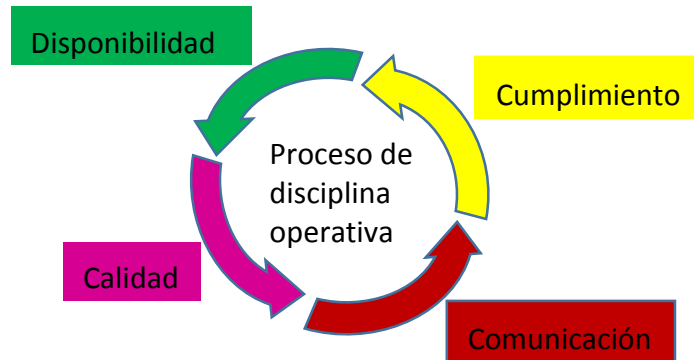 Disponibilidad
Cumplimiento
Proceso de
disciplina
operativa
Calidad
Comunicación